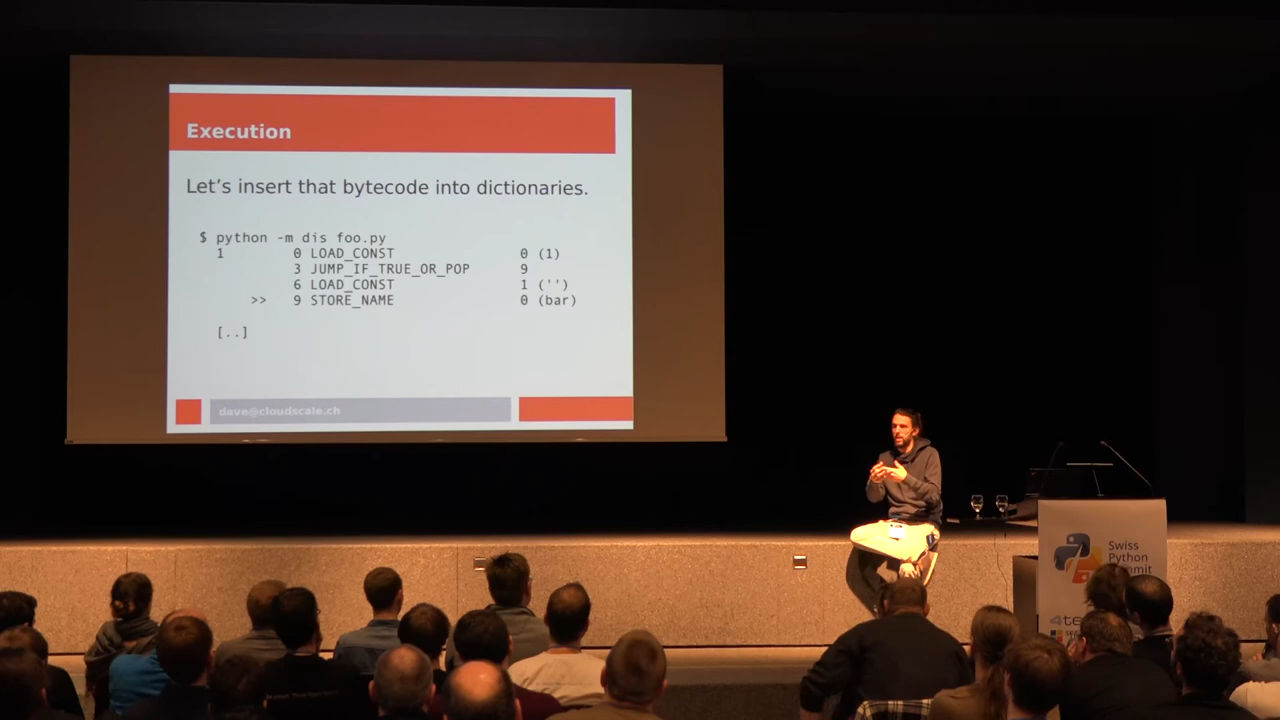 Execution
Let's insert that bytecode into dictionaries.
$ python -m dis foo.py
1 0 LOAD_CONST 0 (1)
3 JUMP_IF_TRUE_OR_POP 9
6 LOAD_CONST 1 ('')
>> 9 STORE_NAME 0 (bar)
[..]
dave@cloudscale.ch
Swiss
Python